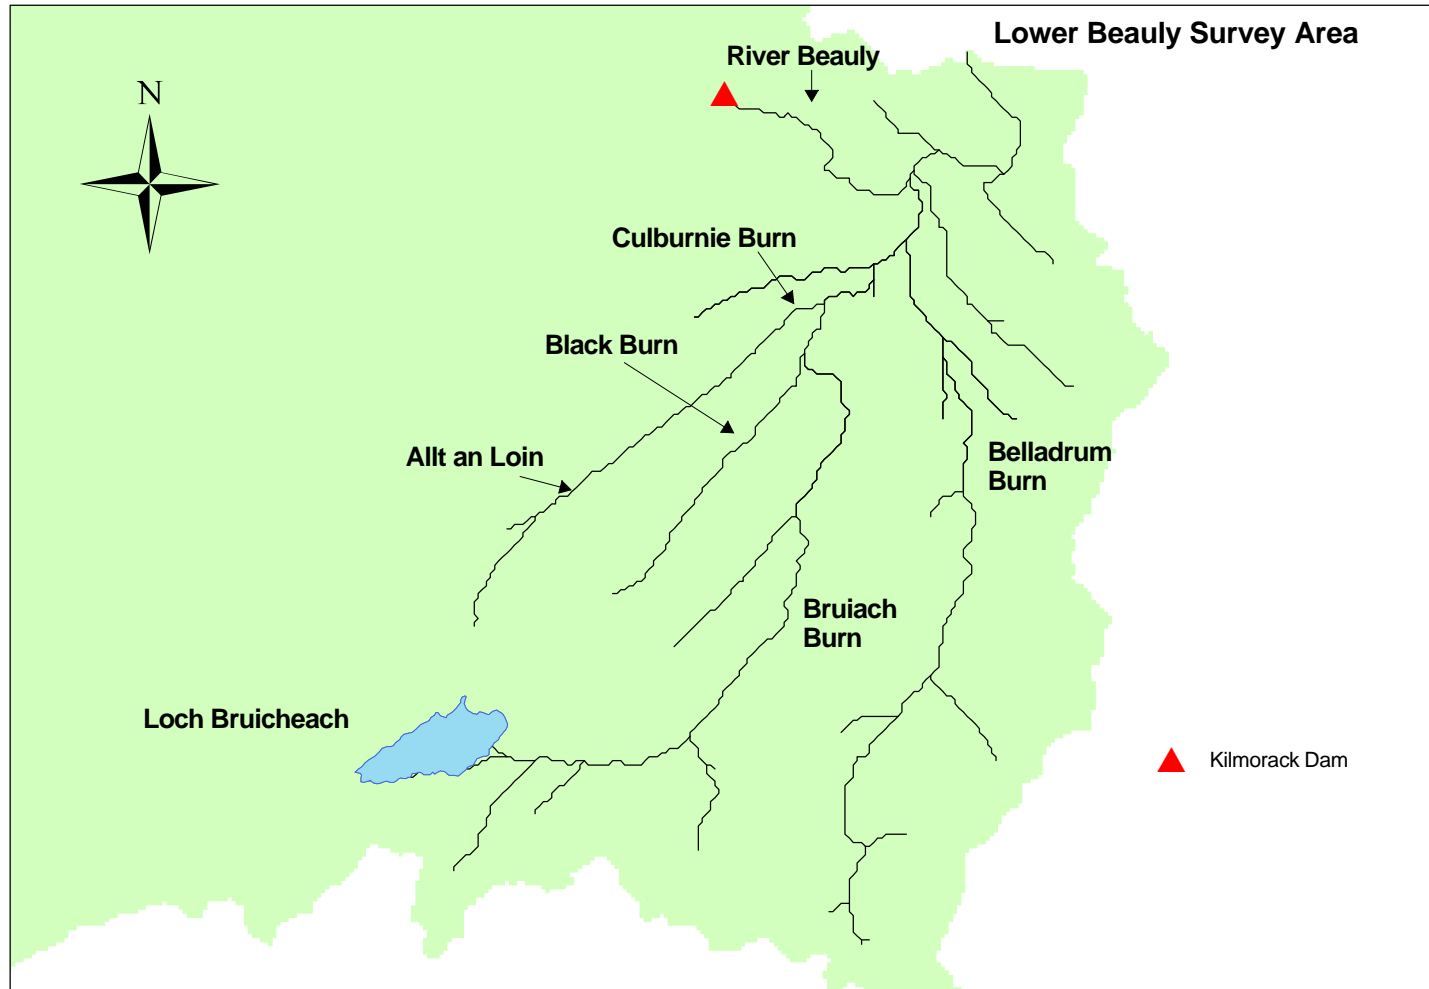 Lower Beauly Survey Area
River Beauly
N
Culburnie Burn
Black Burn
Allt an Loin
Belladrum
Burn
Bruiach
Burn
Loch Bruicheach
Kilmorack Dam